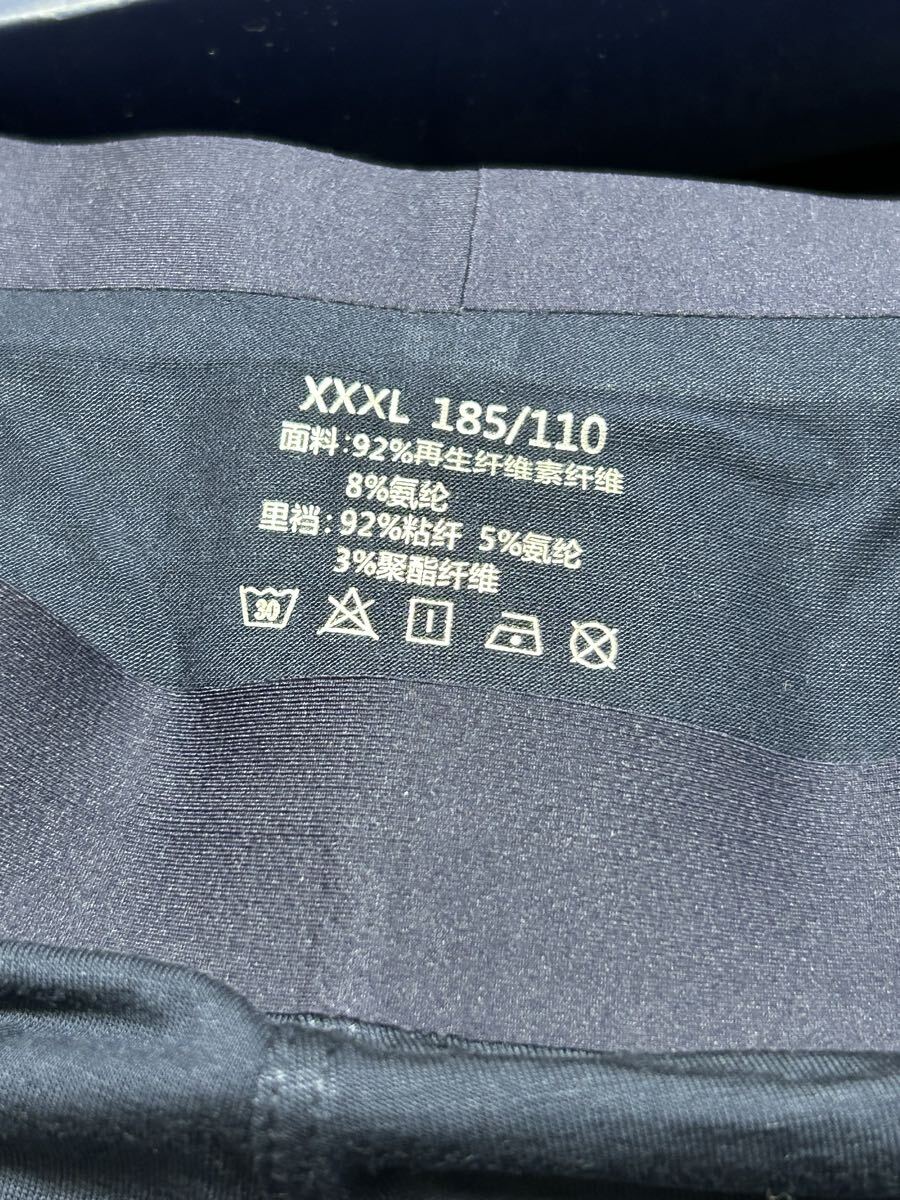 XXXL 185/110
面料:92%再生纤维素纤维
8%氨纶
里裆:92%粘纤 5%氨纶
3%聚酯纤维
30